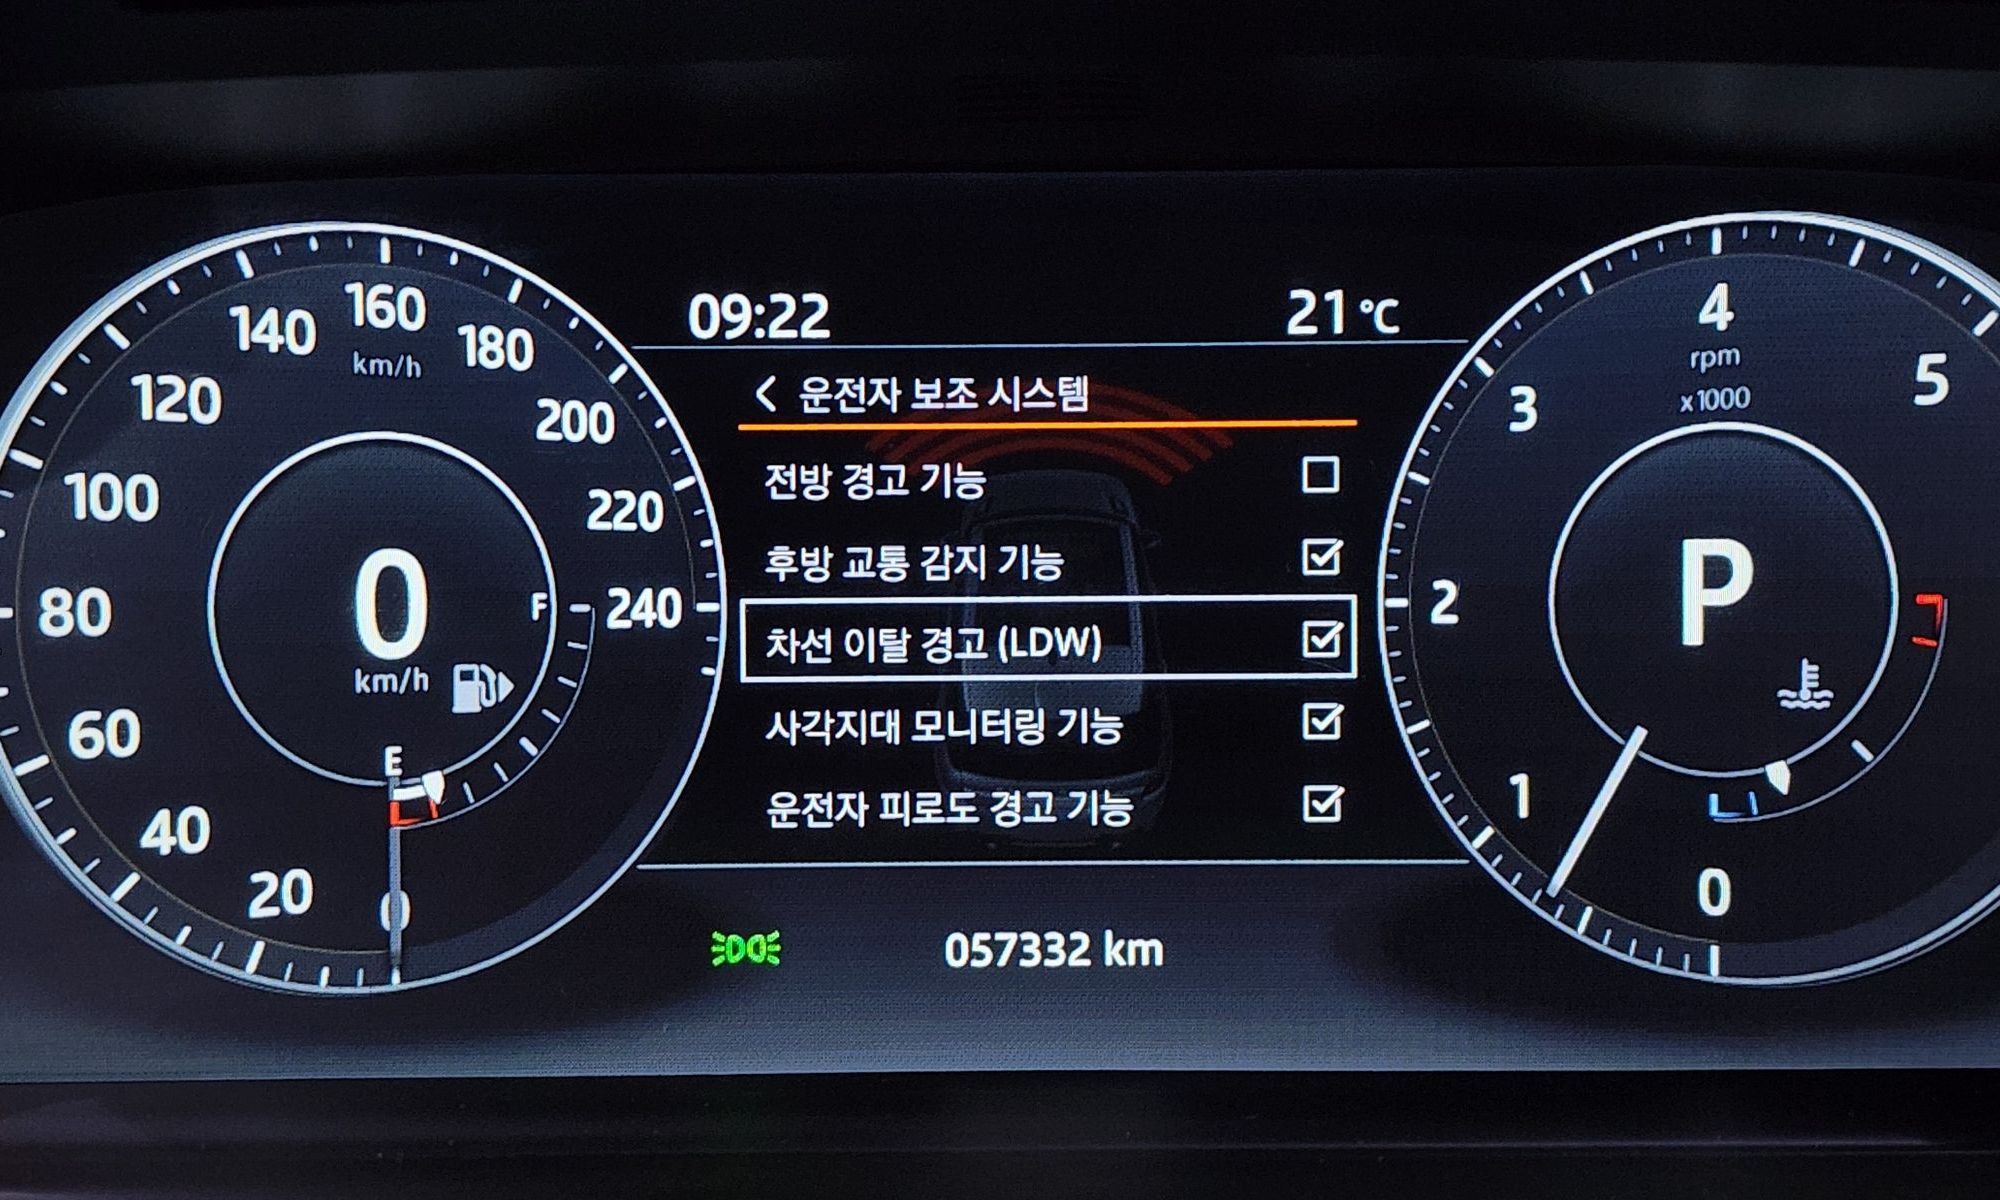 09:22
21 °C
운전자 보조 시스템
전방 경고 기능
후방 교통 감지 기능
차선 이탈 경고 (LDW)
사각지대 모니터링 기능
운전자 피로도 경고 기능
057332 km
0
20
40
60
80
100
120
140
160
180
200
220
240
km/h
0
km/h
F
E
0
1
2
3
4
5
rpm
x1000
P